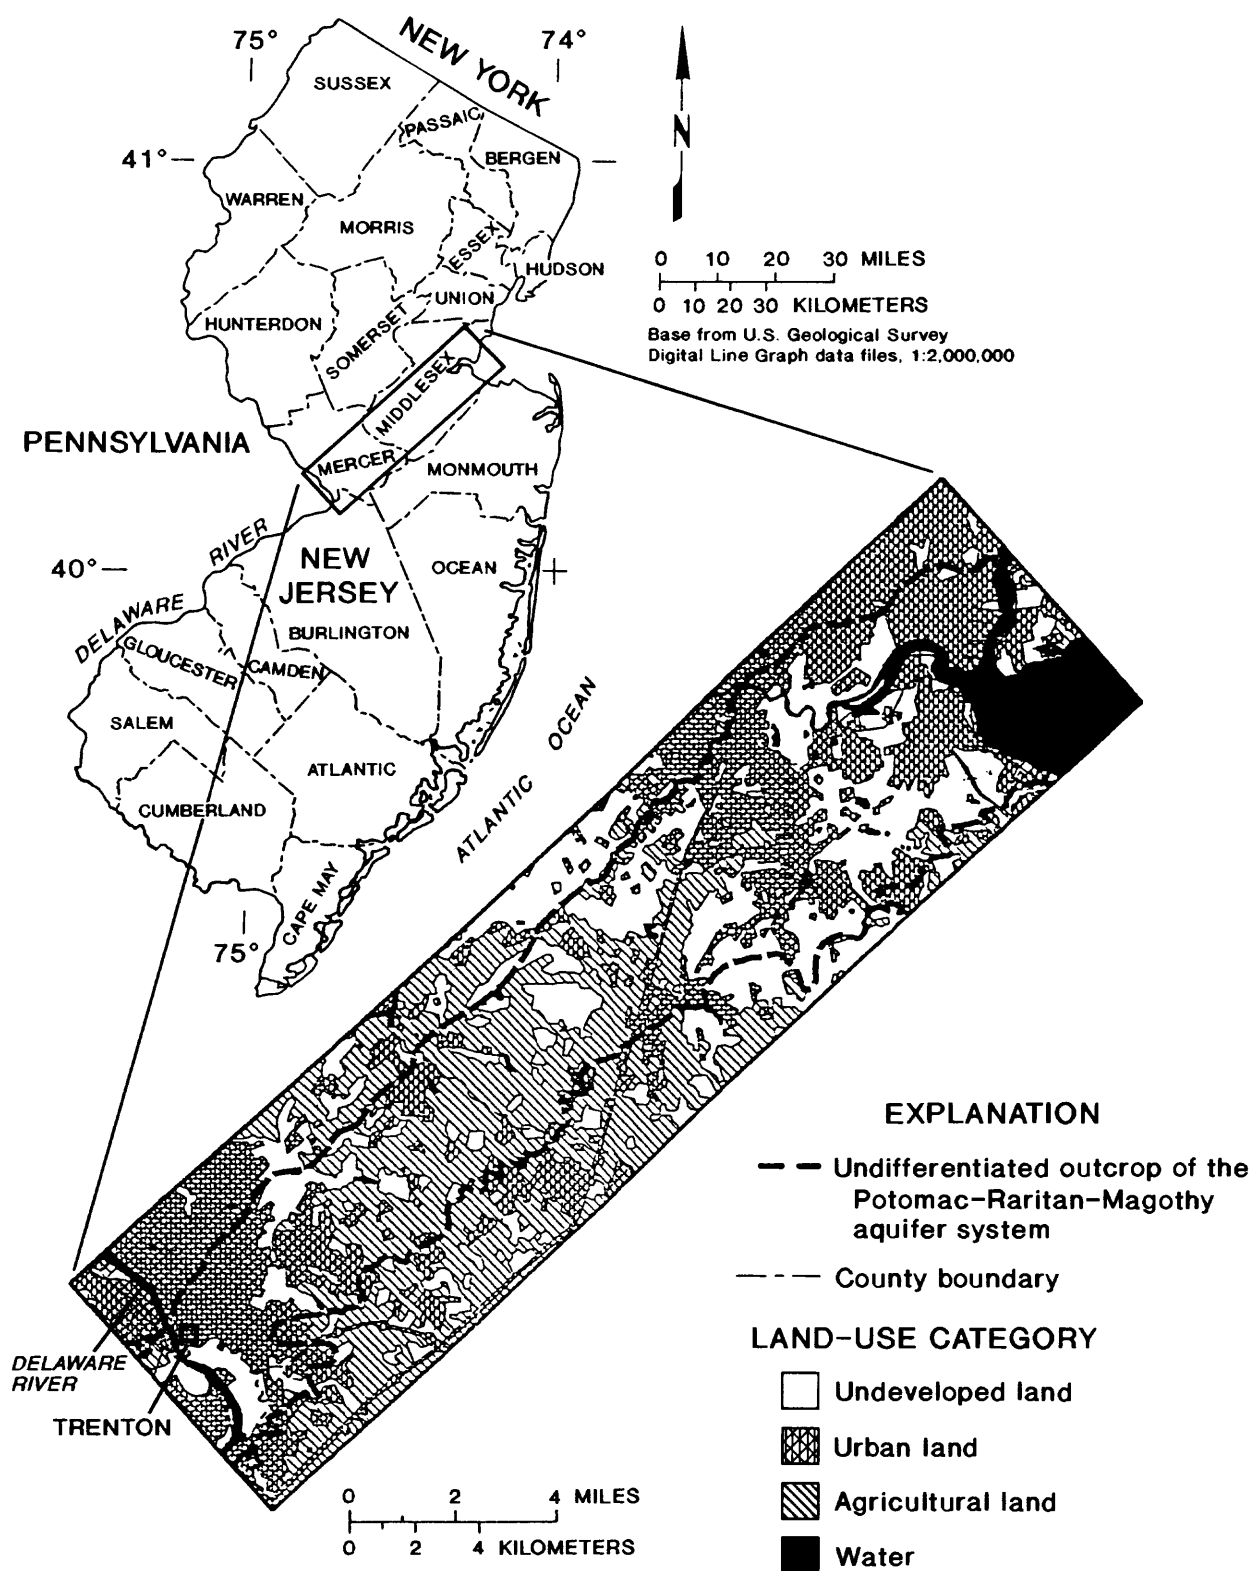 75°
NEW YORK
74°
SUSSEX
PASSAIC
N
41°
BERGEN
WARREN
MORRIS
ESSEX
HUDSON
0 10 20 30 MILES
UNION
0 10 20 30 KILOMETERS
HUNTERDON
SOMERSET
Base from U.S. Geological Survey
Digital Line Graph data files, 1:2,000,000
MIDDLESEX
PENNSYLVANIA
MERCER
MONMOUTH
DELAWARE RIVER
NEW
JERSEY
40°
OCEAN
BURLINGTON
GLOUCESTER
CAMDEN
SALEM
ATLANTIC OCEAN
ATLANTIC
CUMBERLAND
CAPE MAY
75°
EXPLANATION
Undifferentiated outcrop of the
Potomac-Raritan-Magothy
aquifer system
County boundary
LAND-USE CATEGORY
DELAWARE
RIVER
Undeveloped land
TRENTON
Urban land
0 2 4 MILES
Agricultural land
0 2 4 KILOMETERS
Water